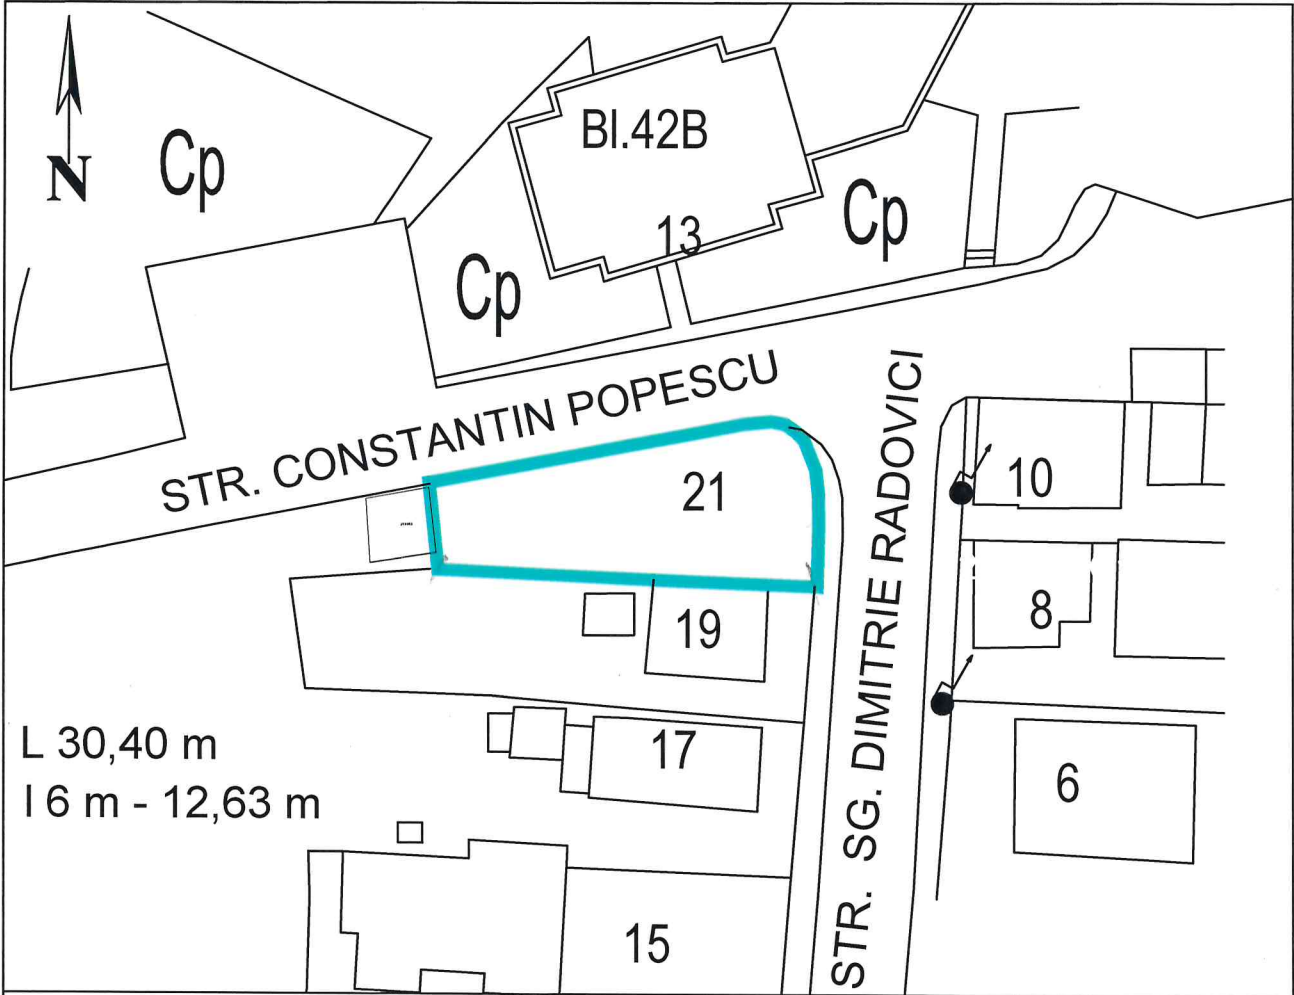 N
Cp
Bl.42B
13
Cp
Cp
STR. CONSTANTIN POPESCU
STR. SG. DIMITRIE RADOVICI
21
10
8
19
17
6
15
L 30,40 m
l 6 m - 12,63 m